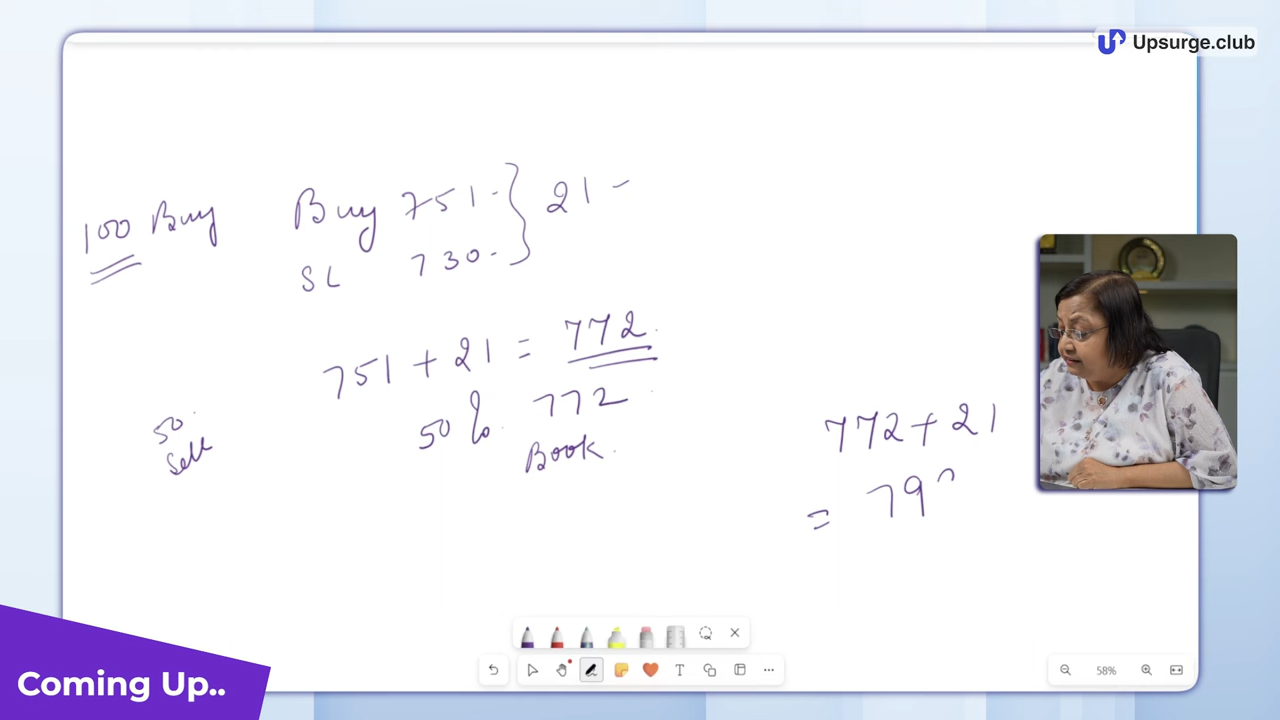 Upsurge.club
100 Buy
Buy 751 } 21
SL 730
751 + 21 = 772
50% 772
Book
50
Sell
772 + 21
= 79
Coming Up..
58%